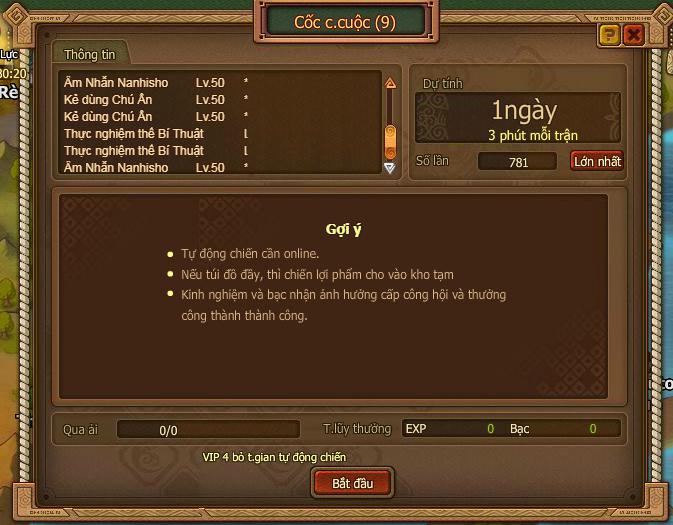 Cốc c.cuộc (9)
Lực
30:20
Rè
Thông tin
Âm Nhẫn Nanhisho Lv.50 *
Kẻ dùng Chú Ấn Lv.50 *
Kẻ dùng Chú Ấn Lv.50 *
Thực nghiệm thể Bí Thuật L
Thực nghiệm thể Bí Thuật L
Âm Nhẫn Nanhisho Lv.50 *
Dự tính
1ngày
3 phút mỗi trận
Số lần 781 Lớn nhất
Gợi ý
Tự động chiến cần online.
Nếu túi đồ đầy, thì chiến lợi phẩm cho vào kho tạm
Kinh nghiệm và bạc nhận ảnh hưởng cấp công hội và thưởng
công thành thành công.
Qua ải 0/0 T.lũy thưởng EXP 0 Bạc 0
VIP 4 bỏ t.gian tự động chiến
Bắt đầu